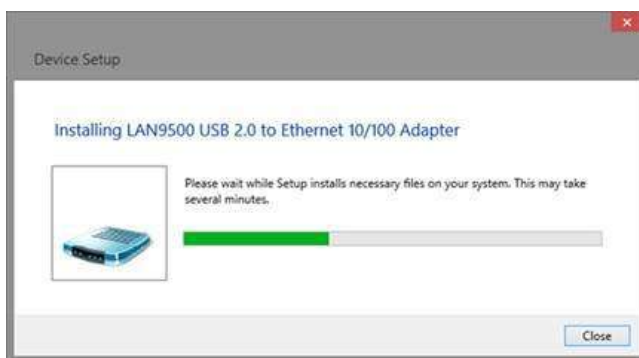 Device Setup
Installing LAN9500 USB 2.0 to Ethernet 10/100 Adapter
Please wait while Setup installs necessary files on your system. This may take
several minutes.
Close